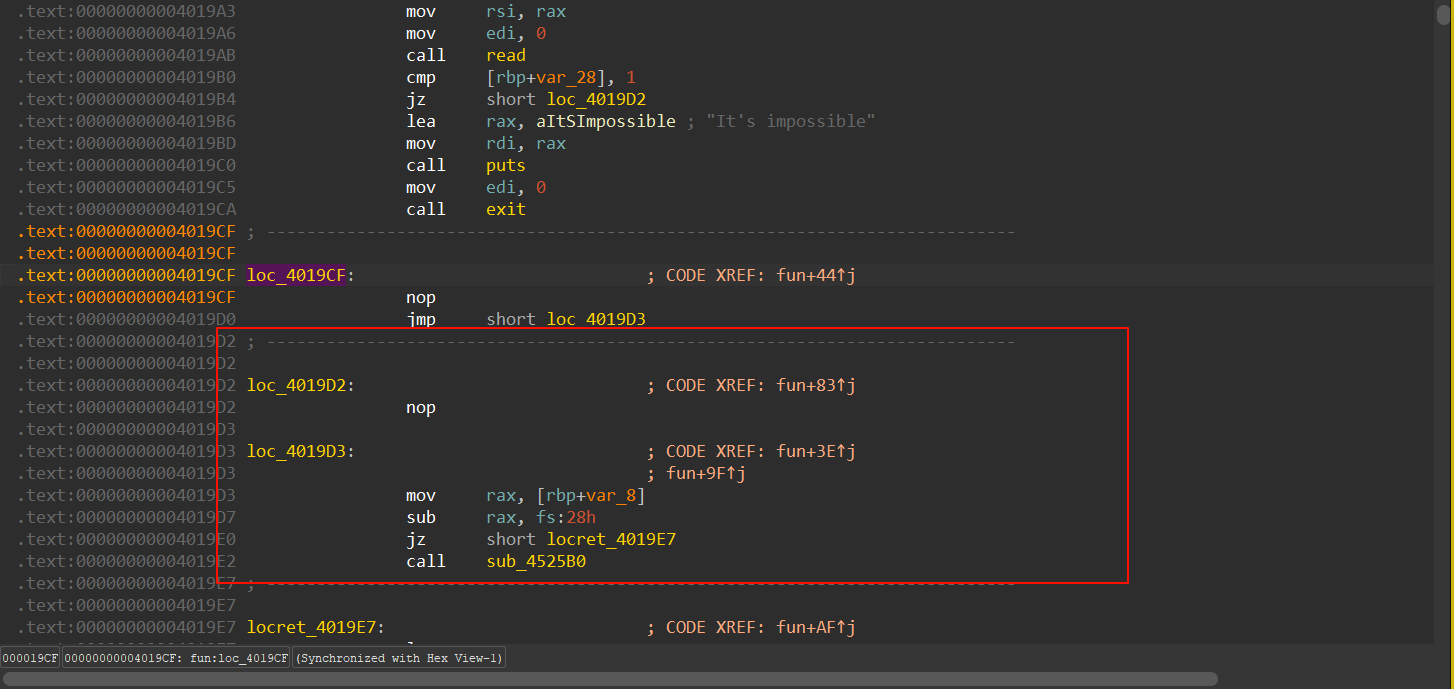 .text:00000000004019A3 mov rsi, rax
.text:00000000004019A6 mov edi, 0
.text:00000000004019AB call read
.text:00000000004019B0 cmp [rbp+var_28], 1
.text:00000000004019B4 jz short loc_4019D2
.text:00000000004019B6 lea rax, aItSImpossible ; "It's impossible"
.text:00000000004019BD mov rdi, rax
.text:00000000004019C0 call puts
.text:00000000004019C5 mov edi, 0
.text:00000000004019CA call exit
.text:00000000004019CF ; ---------------------------------------------------------------------------
.text:00000000004019CF
.text:00000000004019CF loc_4019CF: ; CODE XREF: fun+44↑j
.text:00000000004019CF nop
.text:00000000004019D0 jmp short loc_4019D3
.text:00000000004019D2 ; ---------------------------------------------------------------------------
.text:00000000004019D2
.text:00000000004019D2 loc_4019D2: ; CODE XREF: fun+83↑j
.text:00000000004019D2 nop
.text:00000000004019D3
.text:00000000004019D3 loc_4019D3: ; CODE XREF: fun+3E↑j
.text:00000000004019D3 ; fun+9F↑j
.text:00000000004019D3 mov rax, [rbp+var_8]
.text:00000000004019D7 sub rax, fs:28h
.text:00000000004019E0 jz short locret_4019E7
.text:00000000004019E2 call sub_4525B0
.text:00000000004019E7 ; ---------------------------------------------------------------------------
.text:00000000004019E7
.text:00000000004019E7 locret_4019E7: ; CODE XREF: fun+AF↑j
000019CF 00000000004019CF: fun:loc_4019CF (Synchronized with Hex View-1)